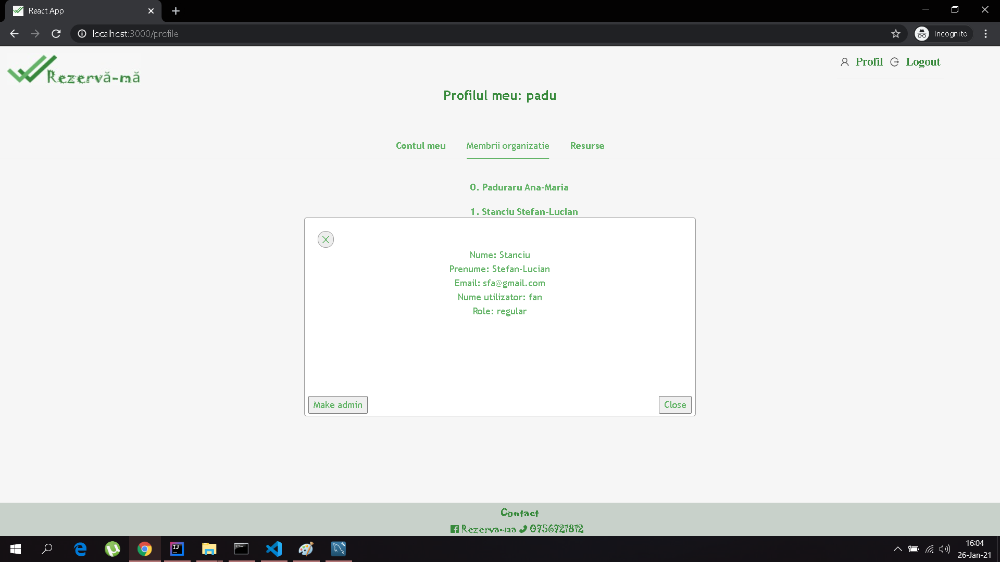 React App
localhost:3000/profile
Incognito
Rezervă-mă
Profil Logout
Profilul meu: padu
Contul meu Membrii organizatie Resurse
0. Paduraru Ana-Maria
1. Stanciu Stefan-Lucian
X
Nume: Stanciu
Prenume: Stefan-Lucian
Email: sfa@gmail.com
Nume utilizator: fan
Role: regular
Make admin Close
Contact
Rezerva-ma 0756721812
IJ
16:04
26-Jan-21